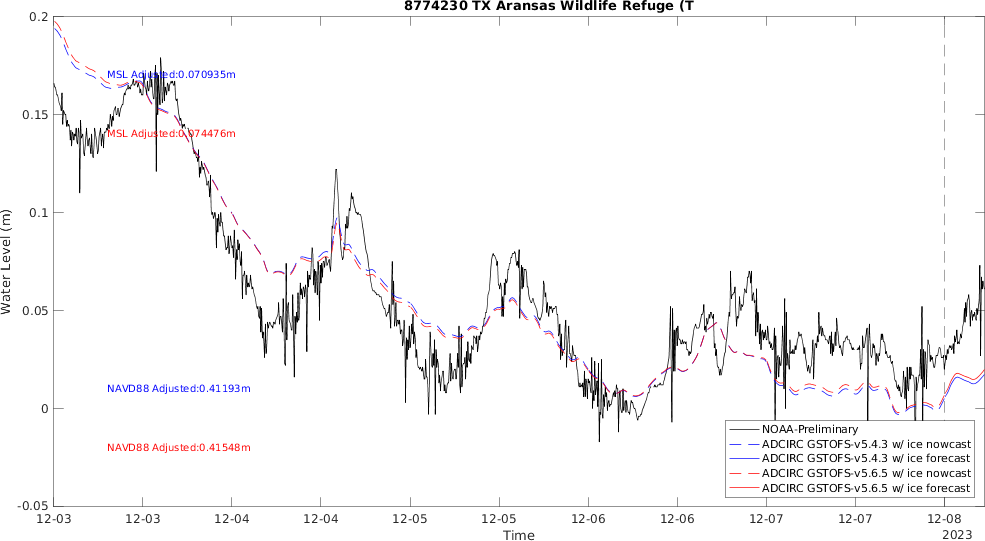 8774230 TX Aransas Wildlife Refuge (T
0.2
MSL Adjusted:0.070935m
0.15
MSL Adjusted:0.074476m
0.1
Water Level (m)
0.05
NAVD88 Adjusted:0.41193m
0
NAVD88 Adjusted:0.41548m
NOAA-Preliminary
ADCIRC GSTOFS-v5.4.3 w/ ice nowcast
ADCIRC GSTOFS-v5.4.3 w/ ice forecast
ADCIRC GSTOFS-v5.6.5 w/ ice nowcast
ADCIRC GSTOFS-v5.6.5 w/ ice forecast
-0.05
12-03 12-03 12-04 12-04 12-05 12-05 12-06 12-06 12-07 12-07 12-08
Time
2023